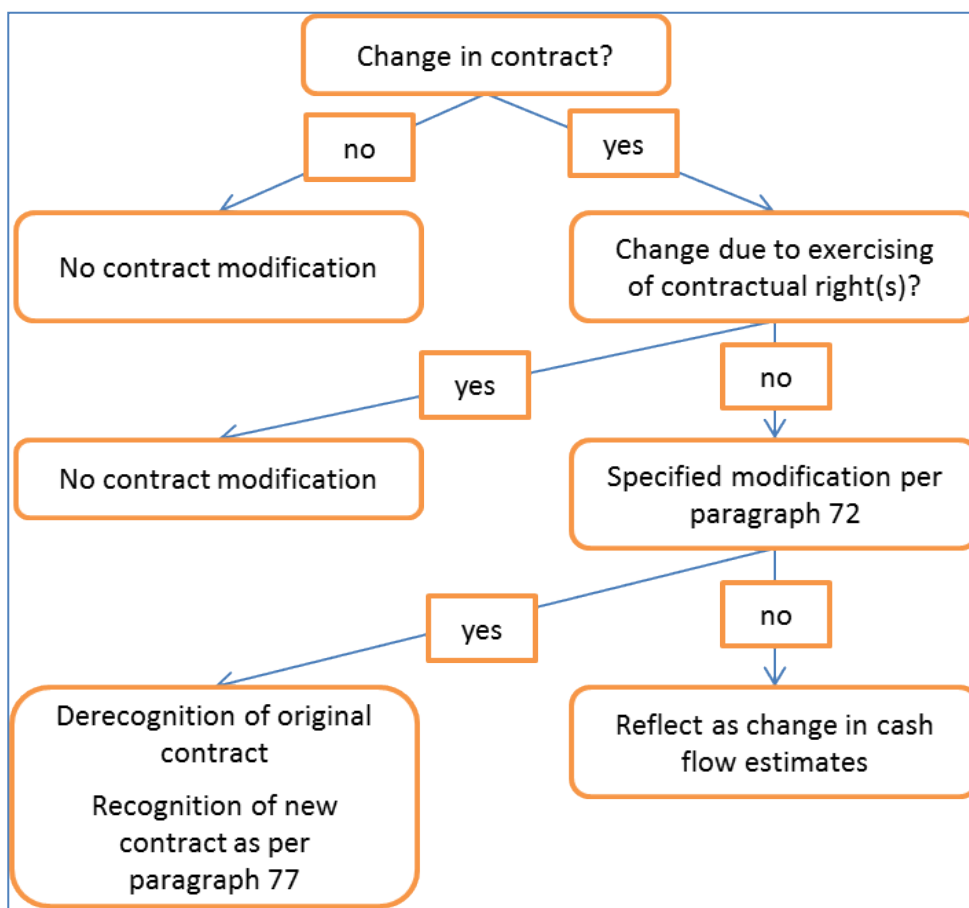 Change in contract?
no
yes
No contract modification
Change due to exercising
of contractual right(s)?
yes
no
No contract modification
Specified modification per
paragraph 72
yes
no
Derecognition of original
contract
Recognition of new
contract as per
paragraph 77
Reflect as change in cash
flow estimates